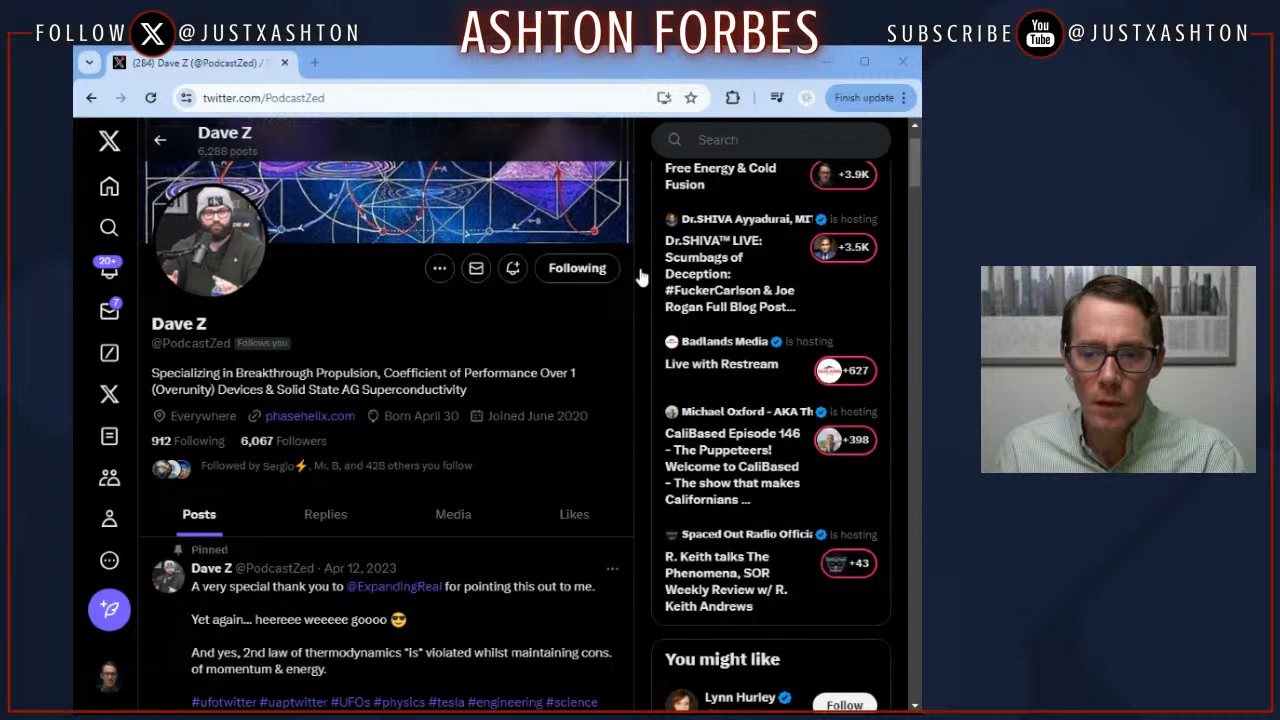 FOLLOW X @JUSTXASHTON
ASHTON FORBES
SUBSCRIBE YouTube @JUSTXASHTON
(284) Dave Z (@PodcastZed) /
twitter.com/PodcastZed
Finish update
Dave Z
6,288 posts
Search
20+
7
Following
Dave Z
@PodcastZed Follows you
Specializing in Breakthrough Propulsion, Coefficient of Performance Over 1
(Overunity) Devices & Solid State AG Superconductivity
Everywhere phasehelix.com Born April 30 Joined June 2020
912 Following 6,067 Followers
Followed by Sergio⚡, Mr. B, and 428 others you follow
Posts Replies Media Likes
Pinned
Dave Z @PodcastZed · Apr 12, 2023
A very special thank you to @ExpandingReal for pointing this out to me.
Yet again... heereee weeeee goooo 😎
And yes, 2nd law of thermodynamics *is* violated whilst maintaining cons.
of momentum & energy.
#ufotwitter #uaptwitter #UFOs #physics #tesla #engineering #science
Free Energy & Cold
Fusion
+3.9K
Dr.SHIVA Ayyadurai, MIT is hosting
Dr.SHIVA™ LIVE:
Scumbags of
Deception:
#FuckerCarlson & Joe
Rogan Full Blog Post...
+3.5K
Badlands Media is hosting
Live with Restream
+627
Michael Oxford - AKA Th is hosting
CaliBased Episode 146
- The Puppeteers!
Welcome to CaliBased
- The show that makes
Californians ...
+398
Spaced Out Radio Officia is hosting
R. Keith talks The
Phenomena, SOR
Weekly Review w/ R.
Keith Andrews
+43
You might like
Lynn Hurley
Follow